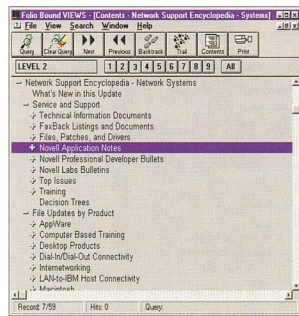 Folio Bound VIEWS - [Contents - Network Support Encyclopedia - Systems]
File Edit View Search Window Help
Query Clear Query Next Previous Backtrack Trail Contents Print
LEVEL 2 1 2 3 4 5 6 7 8 9 All
Network Support Encyclopedia - Network Systems
What's New in this Update
Service and Support
Technical Information Documents
FaxBack Listings and Documents
Files, Patches, and Drivers
Novell Application Notes
Novell Professional Developer Bullets
Novell Labs Bulletins
Top Issues
Training
Decision Trees
File Updates by Product
AppWare
Computer Based Training
Desktop Products
Dial-In/Dial-Out Connectivity
Internetworking
LAN-to-IBM Host Connectivity
Macintosh
Record: 7/59 Hits: 0 Query: